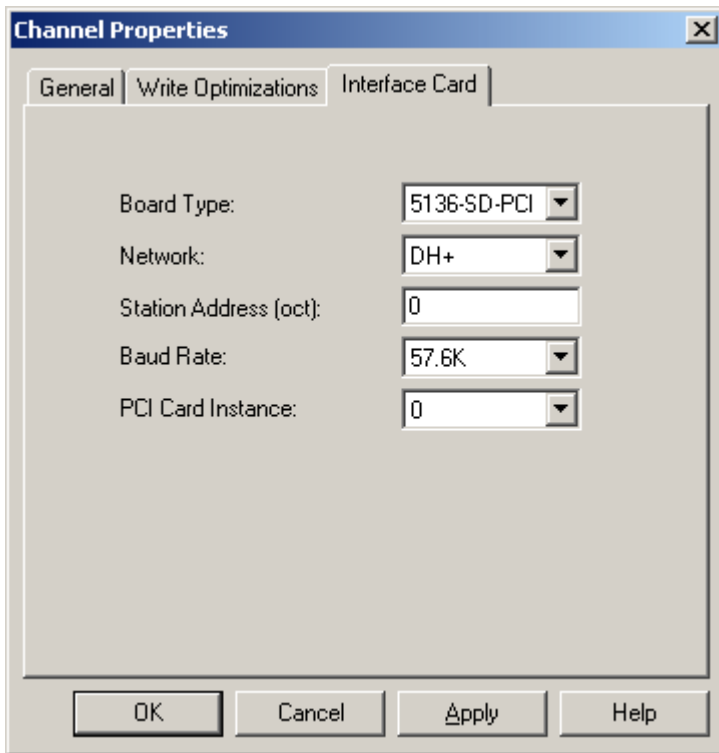 Channel Properties
General Write Optimizations Interface Card
Board Type: 5136-SD-PCI
Network: DH+
Station Address (oct): 0
Baud Rate: 57.6K
PCI Card Instance: 0
OK Cancel Apply Help